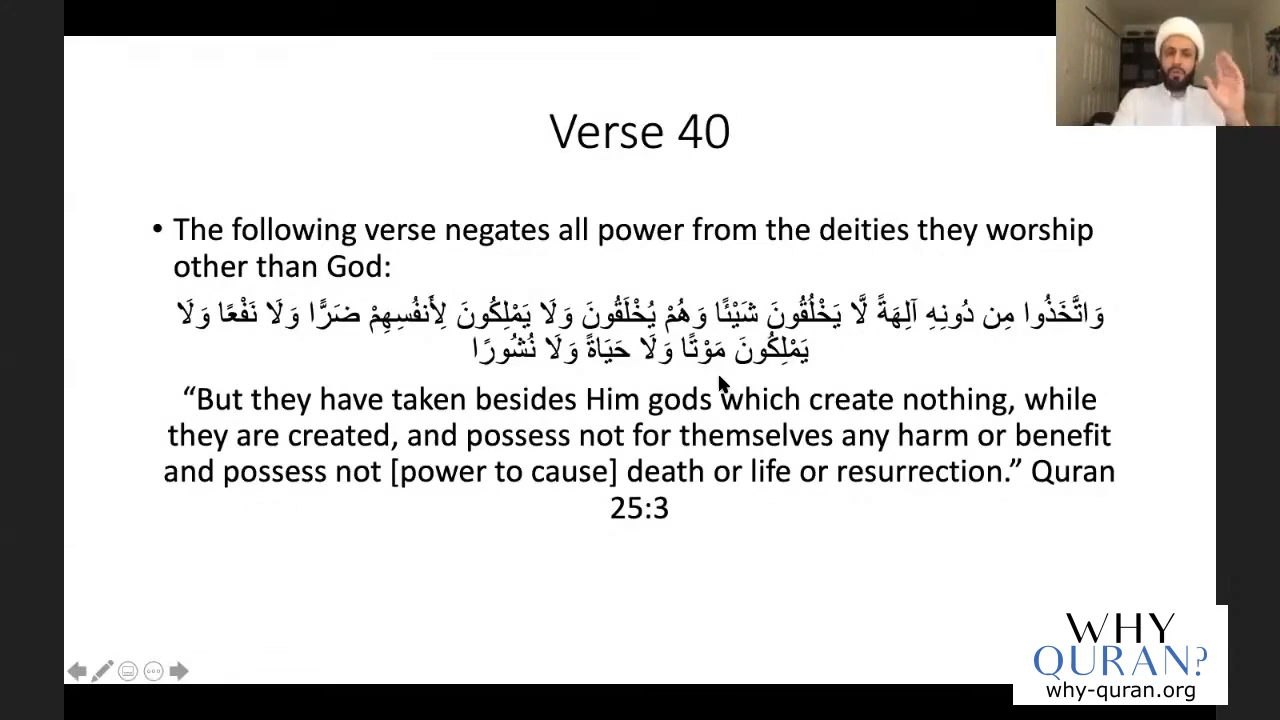 Verse 40
• The following verse negates all power from the deities they worship
other than God:
وَاتَّخَذُوا مِن دُونِهِ آلِهَةً لَّا يَخْلُقُونَ شَيْئًا وَهُمْ يُخْلَقُونَ وَلَا يَمْلِكُونَ لِأَنفُسِهِمْ ضَرًّا وَلَا نَفْعًا وَلَا
يَمْلِكُونَ مَوْتًا وَلَا حَيَاةً وَلَا نُشُورًا
“But they have taken besides Him gods which create nothing, while
they are created, and possess not for themselves any harm or benefit
and possess not [power to cause] death or life or resurrection.” Quran
25:3
WHY
QURAN?
why-quran.org